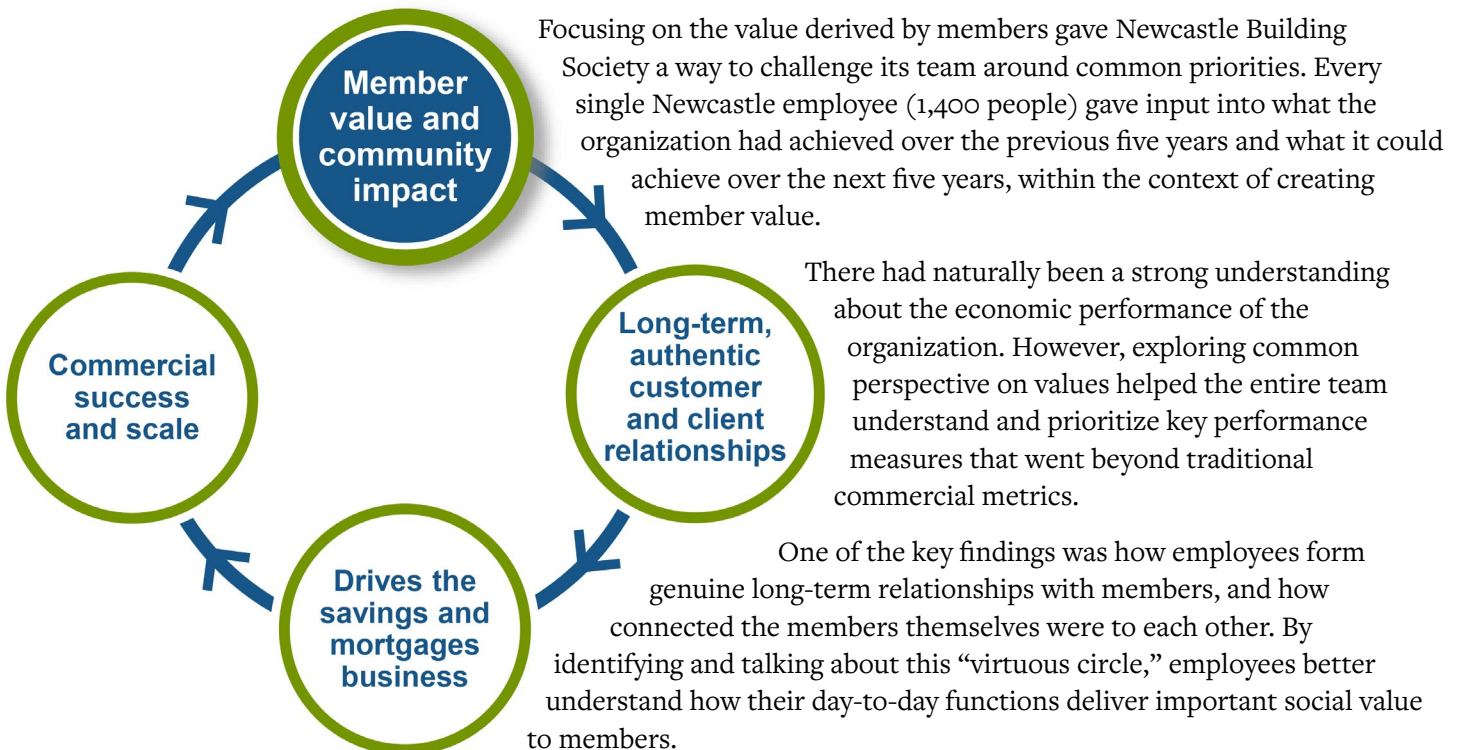 Member
value and
community
impact
Long-term,
authentic
customer
and client
relationships
Drives the
savings and
mortgages
business
Commercial
success
and scale
Focusing on the value derived by members gave Newcastle Building
Society a way to challenge its team around common priorities. Every
single Newcastle employee (1,400 people) gave input into what the
organization had achieved over the previous five years and what it could
achieve over the next five years, within the context of creating
member value.
There had naturally been a strong understanding
about the economic performance of the
organization. However, exploring common
perspective on values helped the entire team
understand and prioritize key performance
measures that went beyond traditional
commercial metrics.
One of the key findings was how employees form
genuine long-term relationships with members, and how
connected the members themselves were to each other. By
identifying and talking about this “virtuous circle,” employees better
understand how their day-to-day functions deliver important social value
to members.